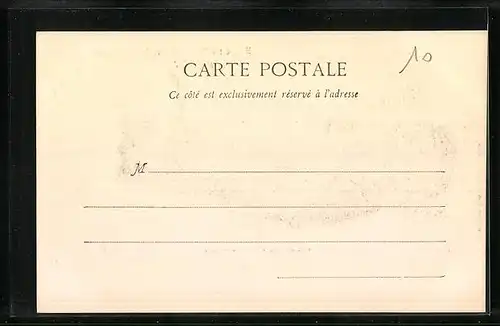 CARTE POSTALE
10
Ce côté est exclusivement réservé à l'adresse
M